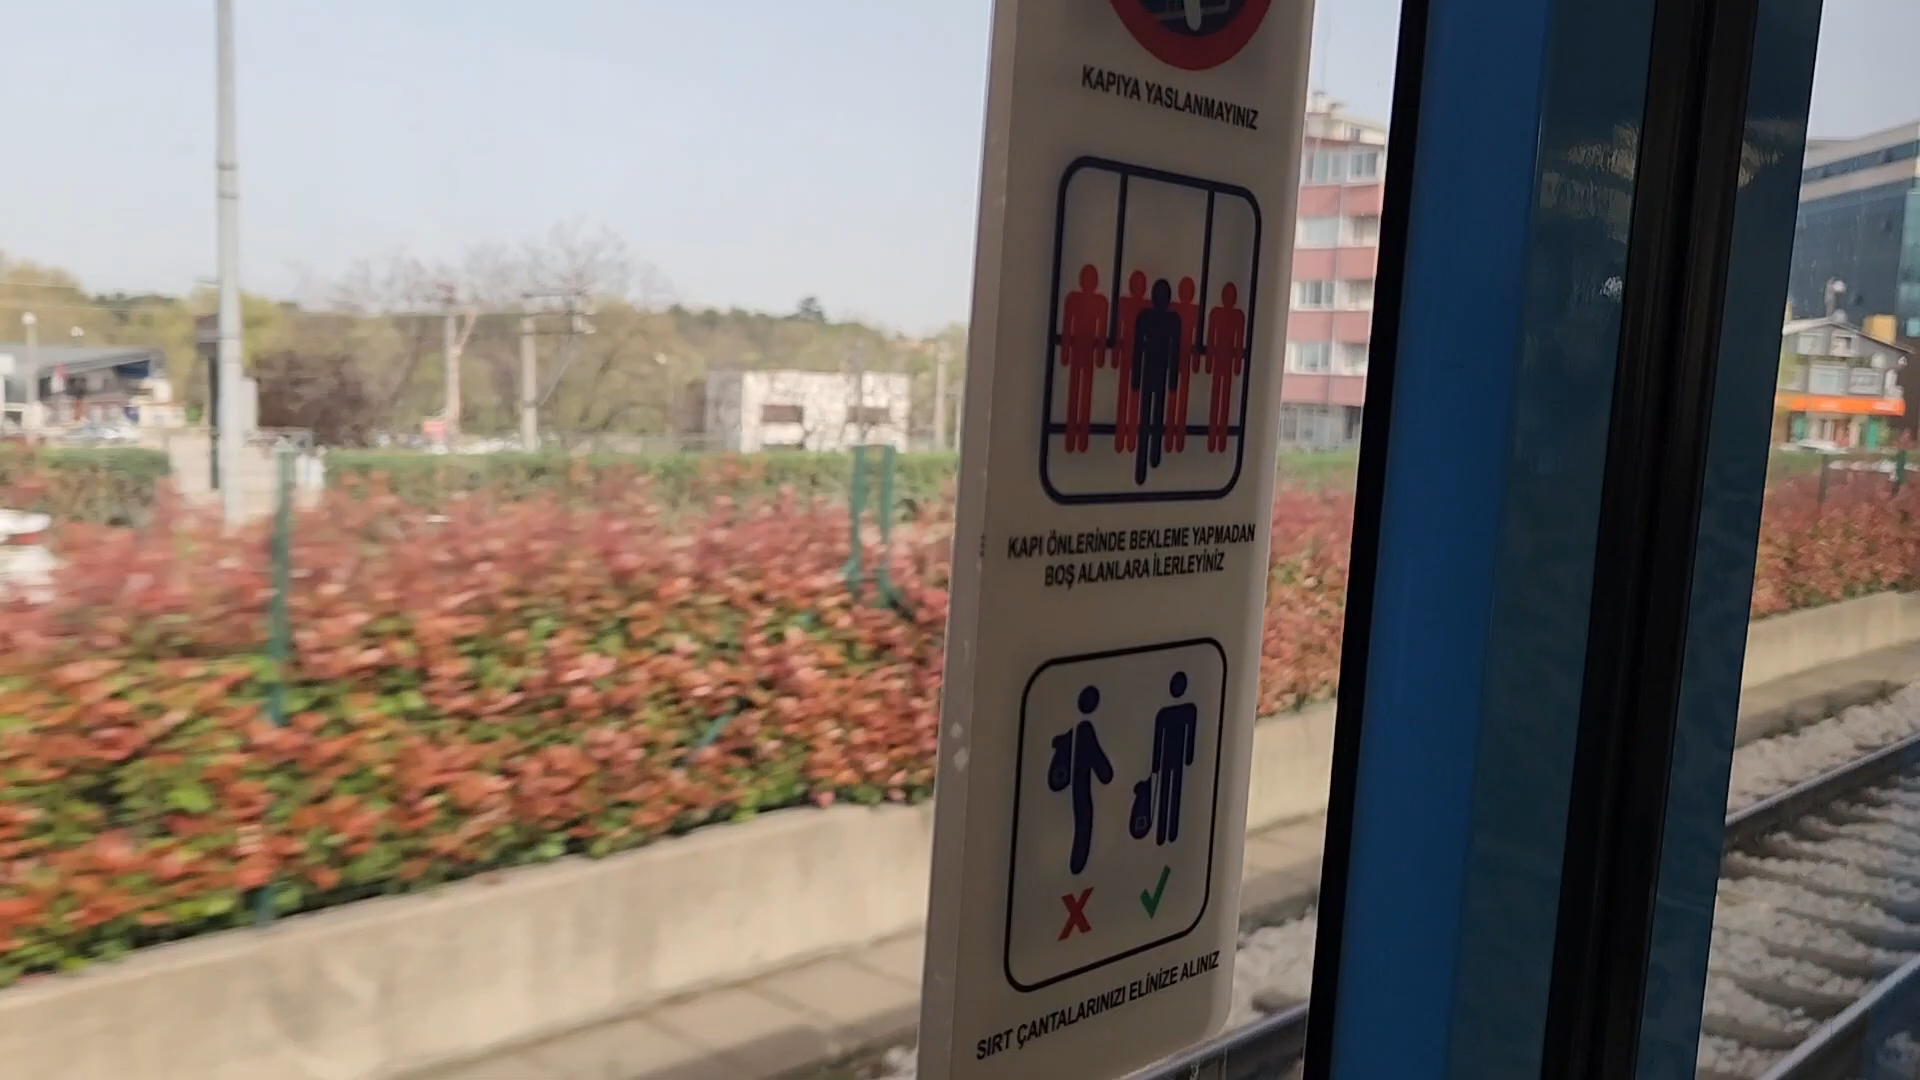 KAPIYA YASLANMAYINIZ
KAPI ÖNLERİNDE BEKLEME YAPMADAN
BOŞ ALANLARA İLERLEYİNİZ
X
SIRT ÇANTALARINIZI ELİNİZE ALINIZ